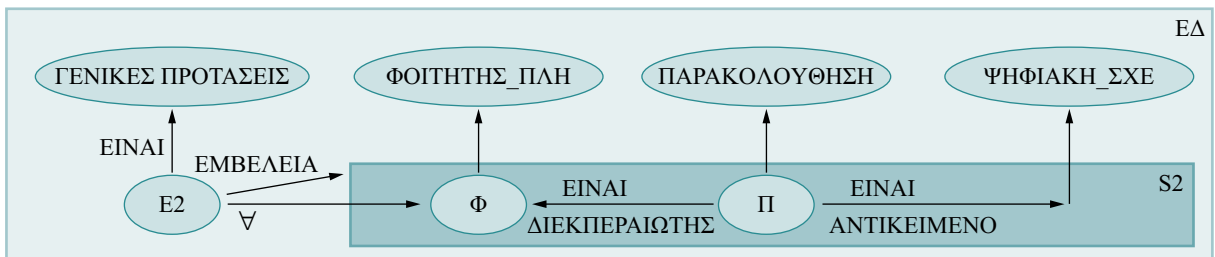 ΕΔ
ΓΕΝΙΚΕΣ ΠΡΟΤΑΣΕΙΣ
ΦΟΙΤΗΤΗΣ_ΠΛΗ
ΠΑΡΑΚΟΛΟΥΘΗΣΗ
ΨΗΦΙΑΚΗ_ΣΧΕ
ΕΙΝΑΙ
ΕΜΒΕΛΕΙΑ
Ε2
∀
Φ
ΕΙΝΑΙ
ΔΙΕΚΠΕΡΑΙΩΤΗΣ
Π
ΕΙΝΑΙ
ΑΝΤΙΚΕΙΜΕΝΟ
S2